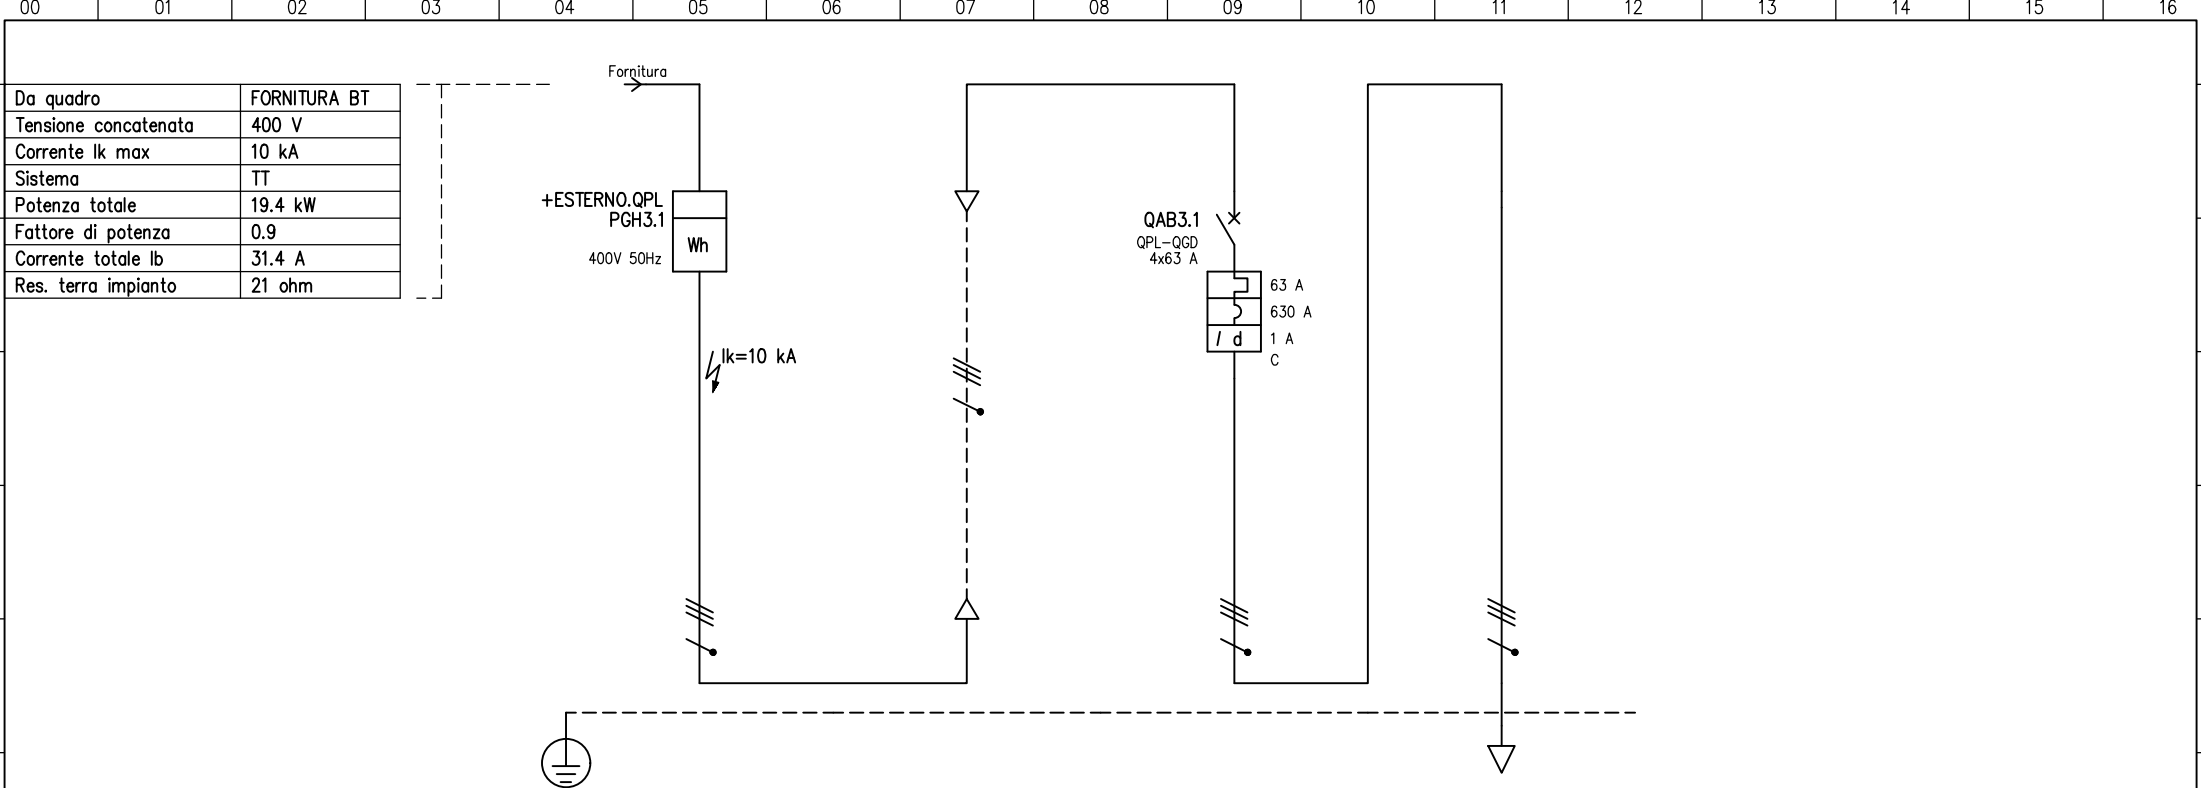 00 01 02 03 04 05 06 07 08 09 10 11 12 13 14 15 16
Fornitura
Da quadro FORNITURA BT
Tensione concatenata 400 V
Corrente Ik max 10 kA
Sistema TT
Potenza totale 19.4 kW
Fattore di potenza 0.9
Corrente totale Ib 31.4 A
Res. terra impianto 21 ohm
+ESTERNO.QPL
PGH3.1
Wh
400V 50Hz
Ik=10 kA
QAB3.1
QPL-QGD
4x63 A
63 A
630 A
I d 1 A
C